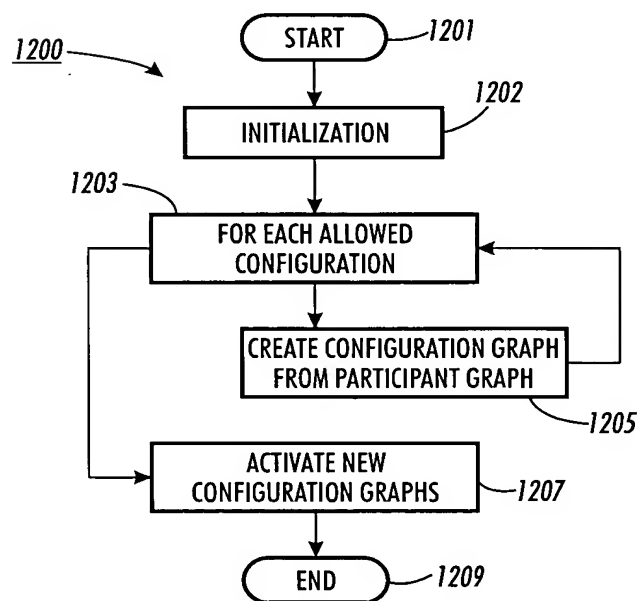 1200
START
1201
INITIALIZATION
1202
1203
FOR EACH ALLOWED
CONFIGURATION
CREATE CONFIGURATION GRAPH
FROM PARTICIPANT GRAPH
1205
ACTIVATE NEW
CONFIGURATION GRAPHS
1207
END
1209